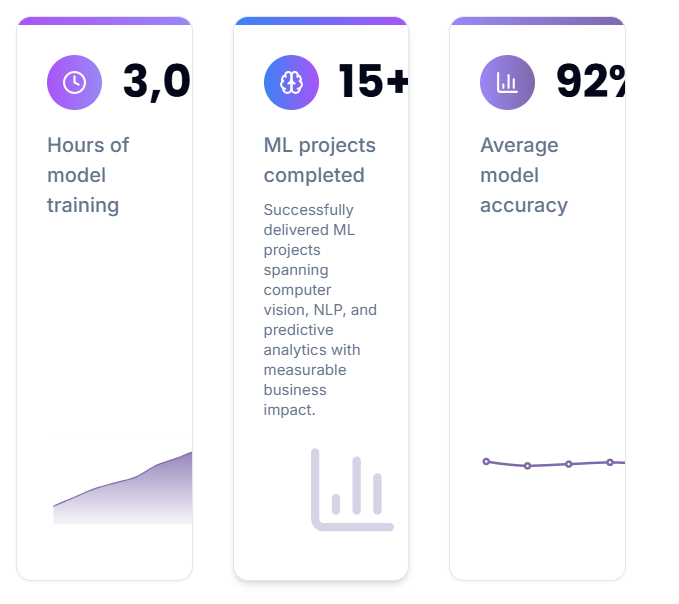 3,0
Hours of
model
training
15+
ML projects
completed
Successfully
delivered ML
projects
spanning
computer
vision, NLP, and
predictive
analytics with
measurable
business
impact.
92%
Average
model
accuracy